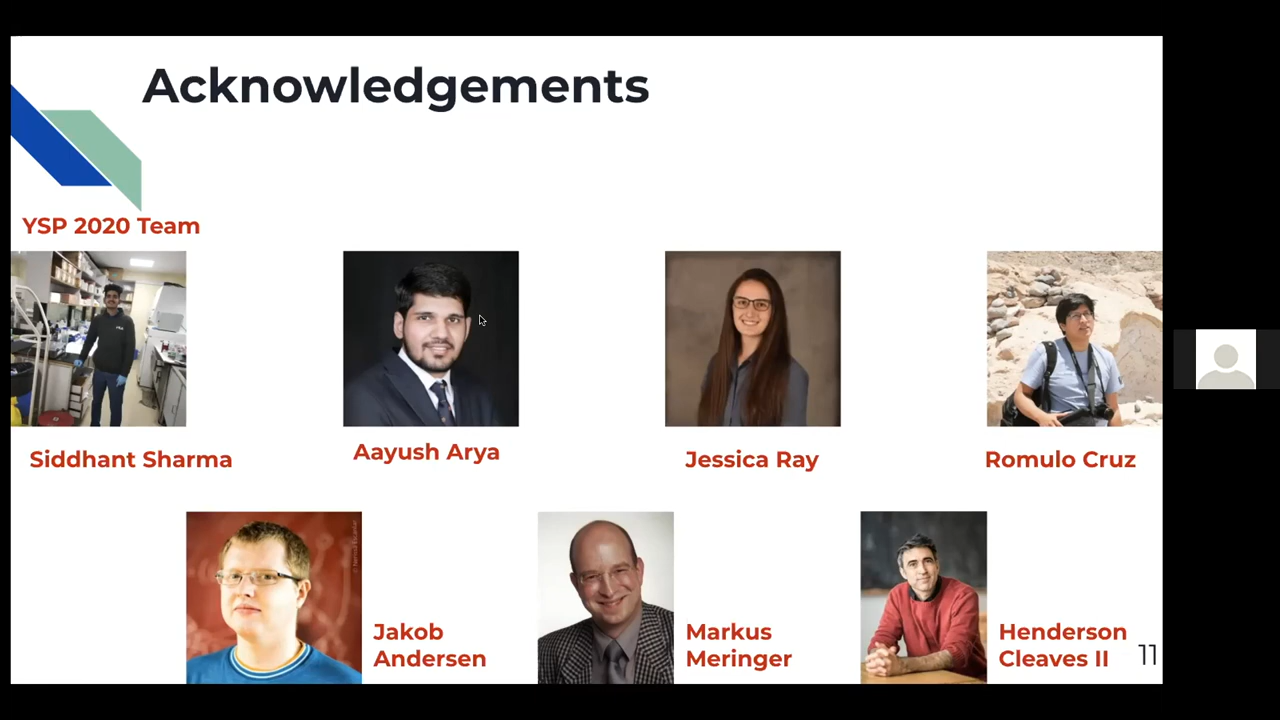 Acknowledgements
YSP 2020 Team
Siddhant Sharma
Aayush Arya
Jessica Ray
Romulo Cruz
Jakob
Andersen
Markus
Meringer
Henderson
Cleaves II
11